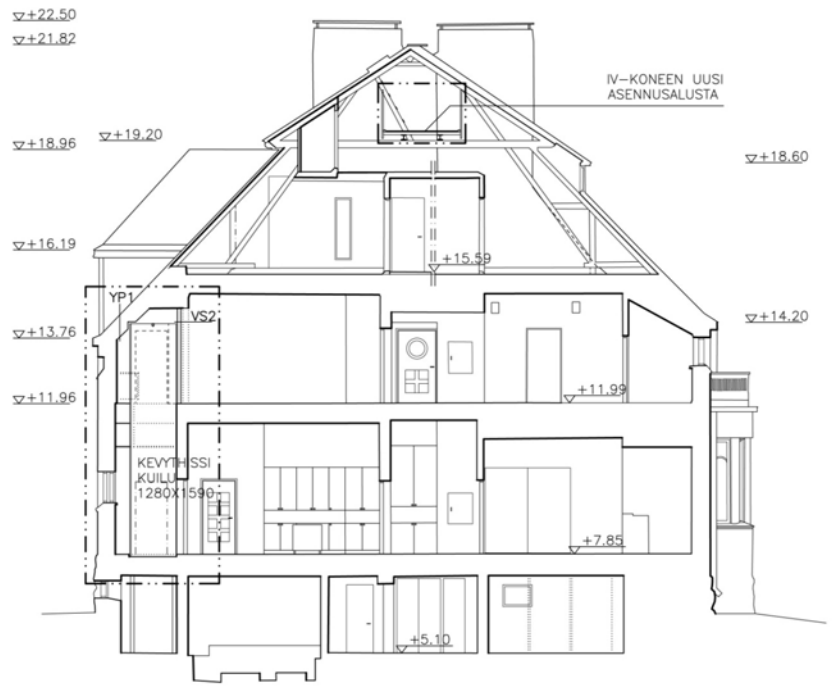 +22.50
+21.82
IV-KONEEN UUSI
ASENNUSALUSTA
+19.20
+18.96
+18.60
+16.19
+15.59
YP1
VS2
+13.76
+14.20
+11.96
+11.99
KEVYTHISSI
KUILU
1280X1590
+7.85
+5.10